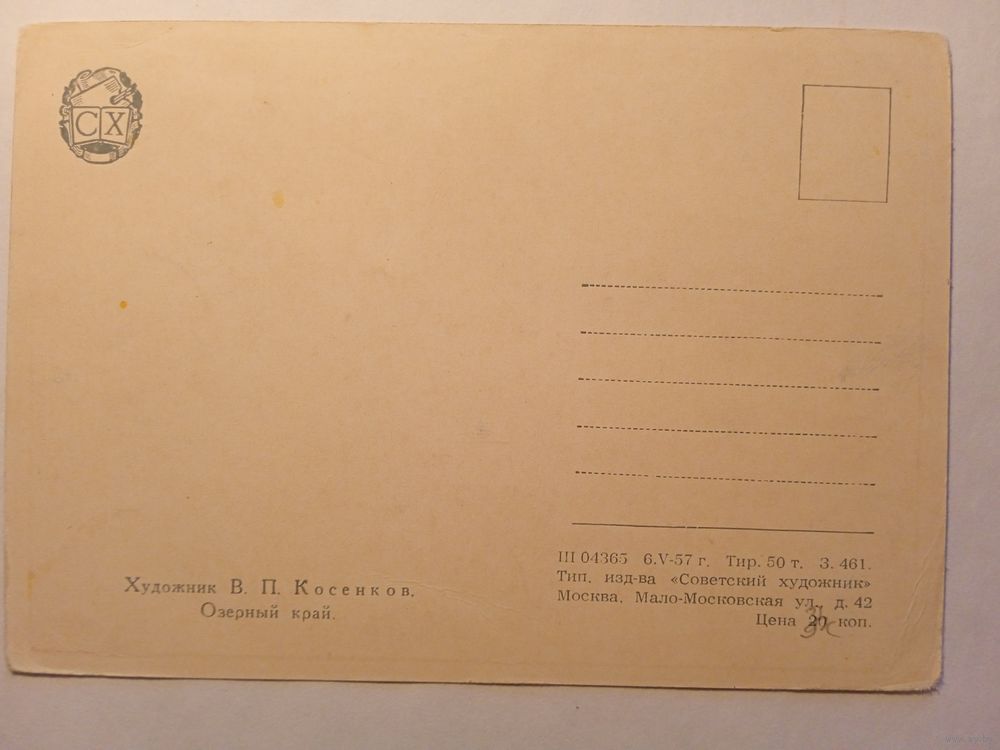 СХ
Художник В. П. Косенков.
Озерный край.
Ш 04365 6.V-57 г. Тир. 50 т. З. 461.
Тип. изд-ва «Советский художник»
Москва, Мало-Московская ул., д. 42
Цена 20 коп.